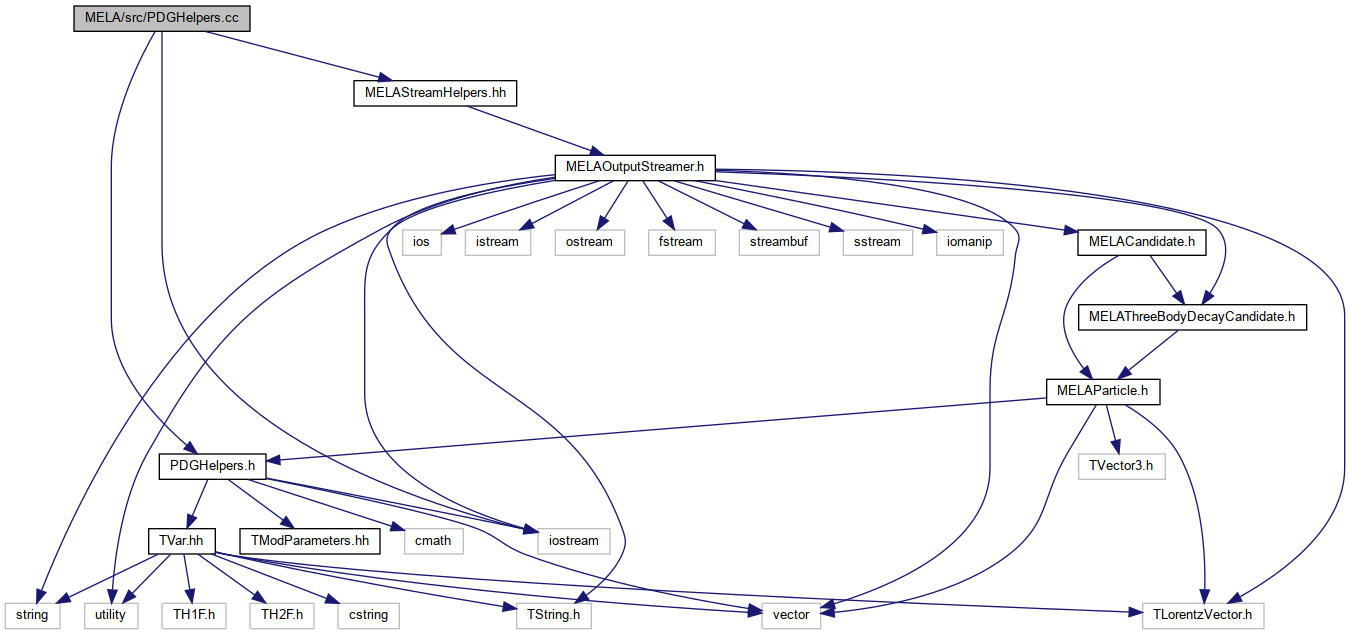 MELA/src/PDGHelpers.cc
MELAStreamHelpers.hh
MELAOutputStreamer.h
ios
istream
ostream
fstream
streambuf
sstream
iomanip
MELACandidate.h
MELAThreeBodyDecayCandidate.h
MELAParticle.h
PDGHelpers.h
TVector3.h
TVar.hh
TModParameters.hh
cmath
iostream
string
utility
TH1F.h
TH2F.h
cstring
TString.h
vector
TLorentzVector.h